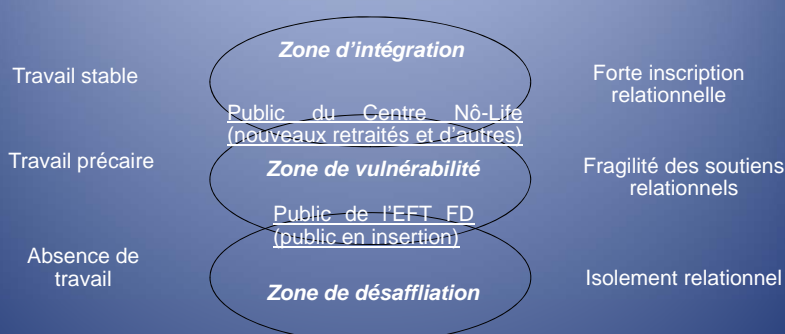 Zone d'intégration
Travail stable
Forte inscription
relationnelle
Public du Centre Nô-Life
(nouveaux retraités et d'autres)
Travail précaire
Zone de vulnérabilité
Fragilité des soutiens
relationnels
Public de l'EFT FD
(public en insertion)
Absence de
travail
Isolement relationnel
Zone de désaffliation